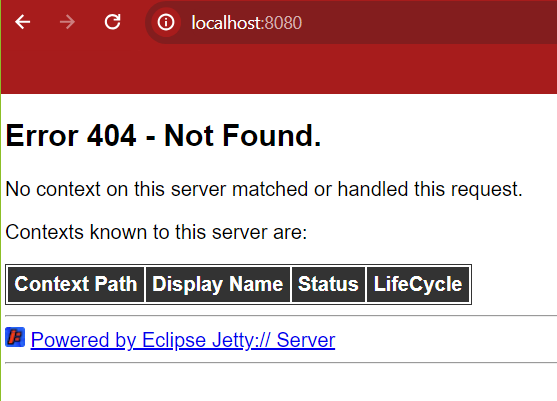 localhost:8080
Error 404 - Not Found.
No context on this server matched or handled this request.
Contexts known to this server are:
Context Path Display Name Status LifeCycle
Powered by Eclipse Jetty:// Server